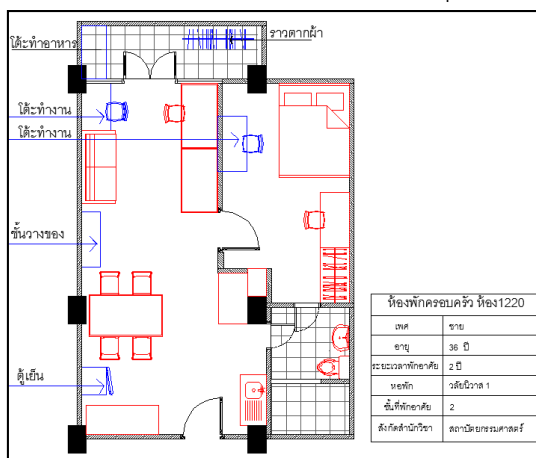 ราวตากผ้า
โต๊ะทำอาหาร
โต๊ะทำงาน
โต๊ะทำงาน
ชั้นวางของ
ตู้เย็น
ห้องพักครอบครัว ห้อง1220
เพศ ชาย
อายุ 36 ปี
ระยะเวลาพักอาศัย 2 ปี
หอพัก วลัยนิวาส 1
ชั้นที่พักอาศัย 2
สังกัดสำนักวิชา สถาปัตยกรรมศาสตร์